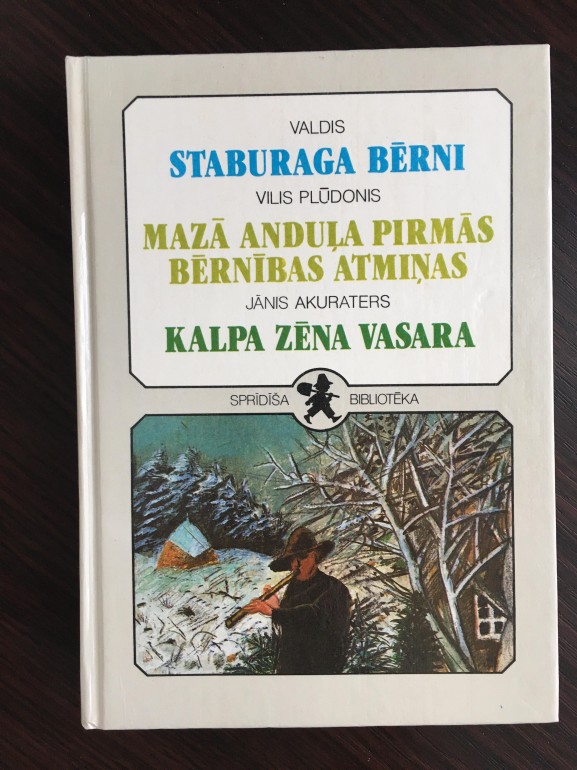 VALDIS
STABURAGA BĒRNI
VILIS PLŪDONIS
MAZĀ ANDUĻA PIRMĀS
BĒRNĪBAS ATMIŅAS
JĀNIS AKURATERS
KALPA ZĒNA VASARA
SPRĪDĪŠA BIBLIOTĒKA